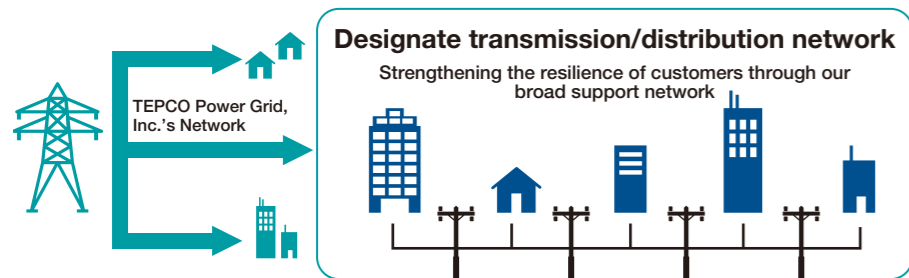 Designate transmission/distribution network
Strengthening the resilience of customers through our
broad support network
TEPCO Power Grid,
Inc.'s Network